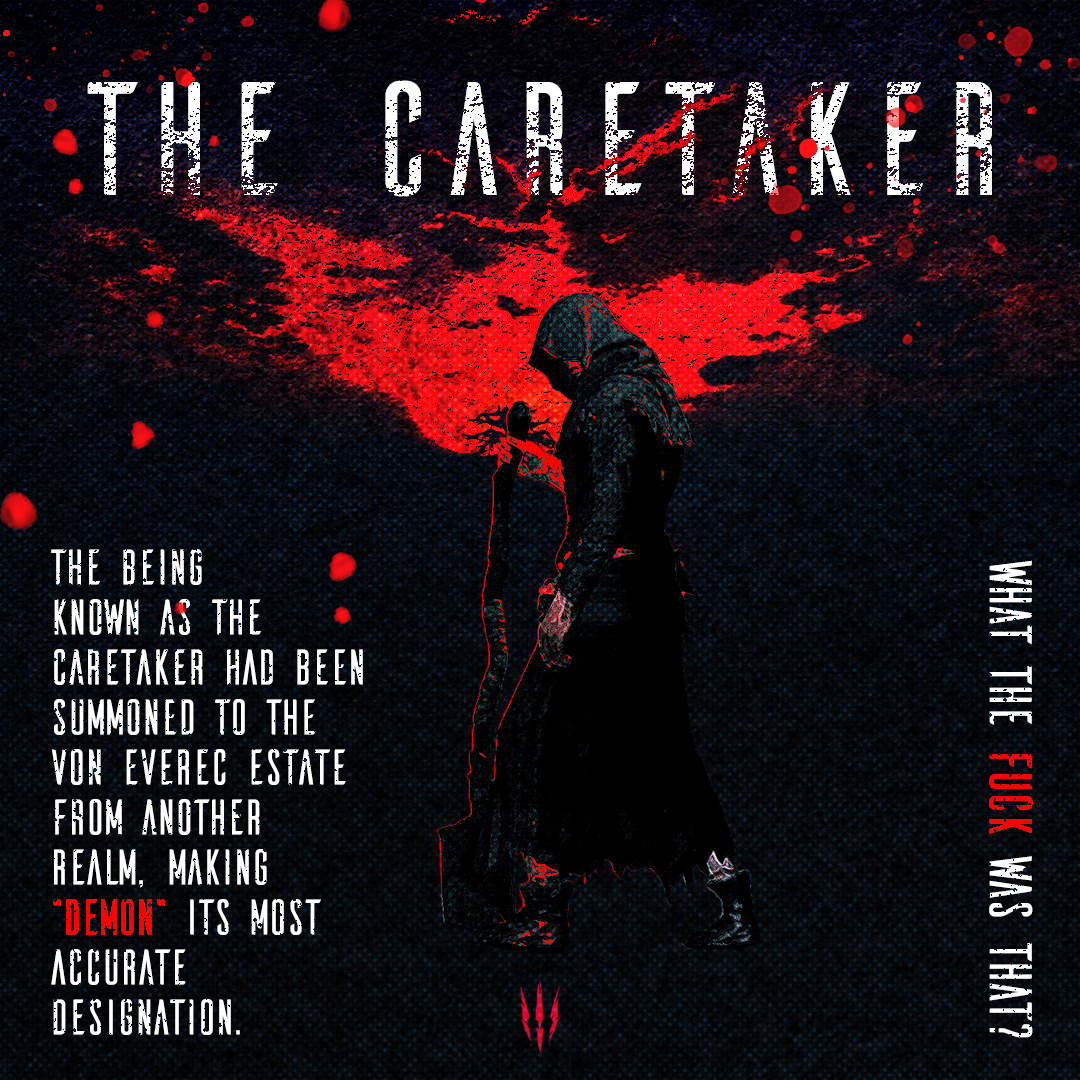 THE CARETAKER
THE BEING
KNOWN AS THE
CARETAKER HAD BEEN
SUMMONED TO THE
VON EVEREC ESTATE
FROM ANOTHER
REALM, MAKING
"DEMON" ITS MOST
ACCURATE
DESIGNATION.
WHAT THE FUCK WAS THAT?